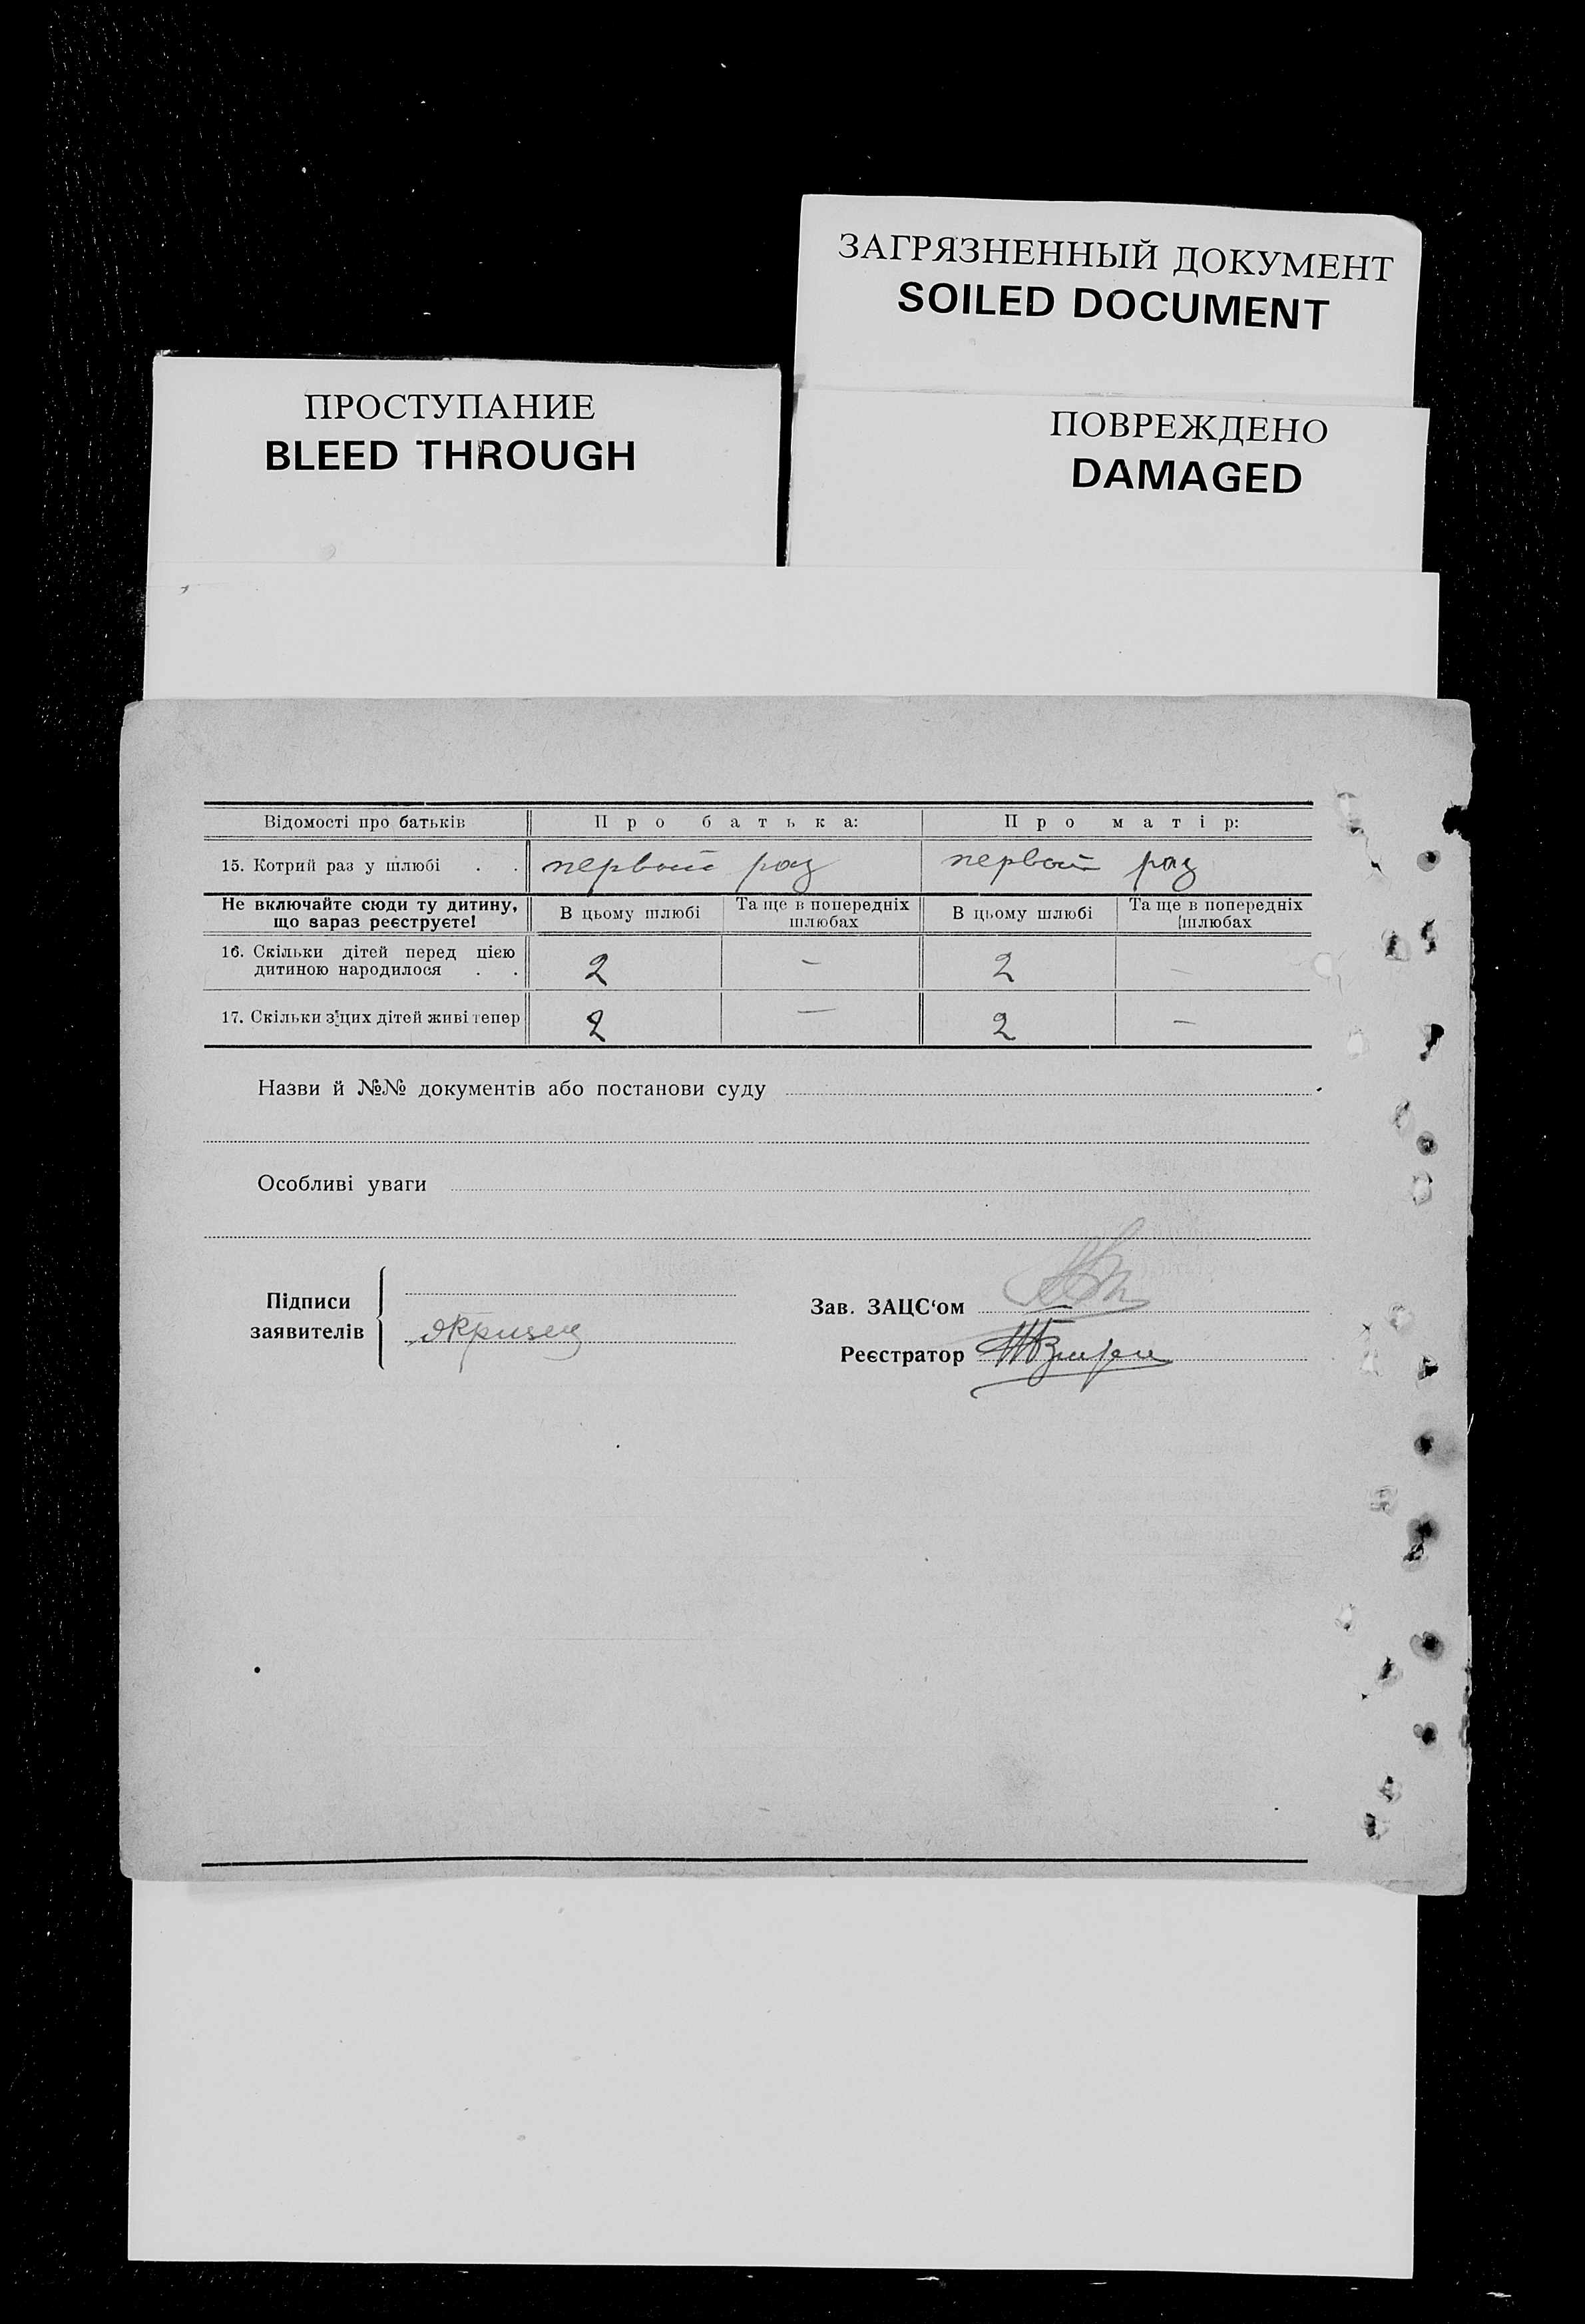 ЗАГРЯЗНЕННЫЙ ДОКУМЕНТ
SOILED DOCUMENT
ПРОСТУПАНИЕ
BLEED THROUGH
ПОВРЕЖДЕНО
DAMAGED
Відомості про батьків Про батька: Про матір:
15. Котрий раз у шлюбі . . первой раз первой раз
Не включайте сюди ту дитину, що зараз реєструєте! В цьому шлюбі Та ще в попередніх шлюбах В цьому шлюбі Та ще в попередніх шлюбах
16. Скільки дітей перед цією
дитиною народилося . . 2 — 2 —
17. Скільки з цих дітей живі тепер 2 — 2 —
Назви й №№ документів або постанови суду
Особливі уваги
Підписи
заявителів
Зав. ЗАЦС‘ом
Реєстратор